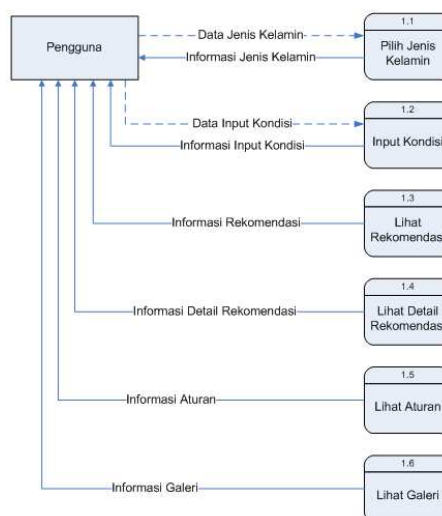 Pengguna
Data Jenis Kelamin
Informasi Jenis Kelamin
1.1
Pilih Jenis
Kelamin
Data Input Kondisi
Informasi Input Kondisi
1.2
Input Kondisi
Informasi Rekomendasi
1.3
Lihat
Rekomendasi
Informasi Detail Rekomendasi
1.4
Lihat Detail
Rekomendasi
Informasi Aturan
1.5
Lihat Aturan
Informasi Galeri
1.6
Lihat Galeri